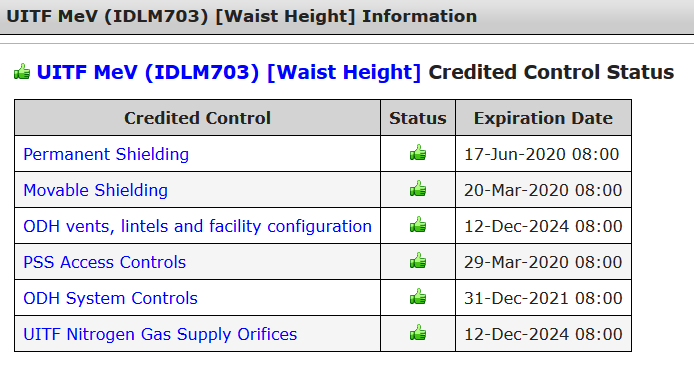 UITF MeV (IDLM703) [Waist Height] Information
UITF MeV (IDLM703) [Waist Height] Credited Control Status
Credited Control Status Expiration Date
Permanent Shielding 17-Jun-2020 08:00
Movable Shielding 20-Mar-2020 08:00
ODH vents, lintels and facility configuration 12-Dec-2024 08:00
PSS Access Controls 29-Mar-2020 08:00
ODH System Controls 31-Dec-2021 08:00
UITF Nitrogen Gas Supply Orifices 12-Dec-2024 08:00